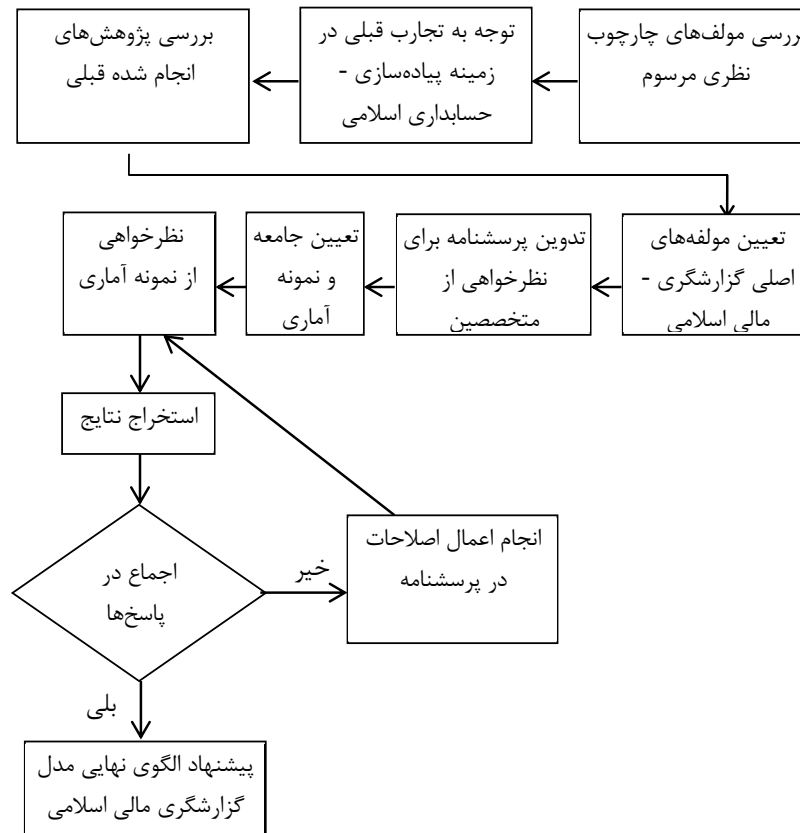 بررسی مولف‌های چارچوب
نظری مرسوم
توجه به تجارب قبلی در
زمینه پیاده‌سازی -
حسابداری اسلامی
بررسی پژوهش‌های
انجام شده قبلی
تعیین مولفه‌های
اصلی گزارشگری -
مالی اسلامی
تدوین پرسشنامه برای
نظرخواهی از
متخصصین
تعیین جامعه
و نمونه
آماری
نظرخواهی
از نمونه آماری
استخراج نتایج
اجماع در
پاسخ‌ها
خیر
انجام اعمال اصلاحات
در پرسشنامه
بلی
پیشنهاد الگوی نهایی مدل
گزارشگری مالی اسلامی